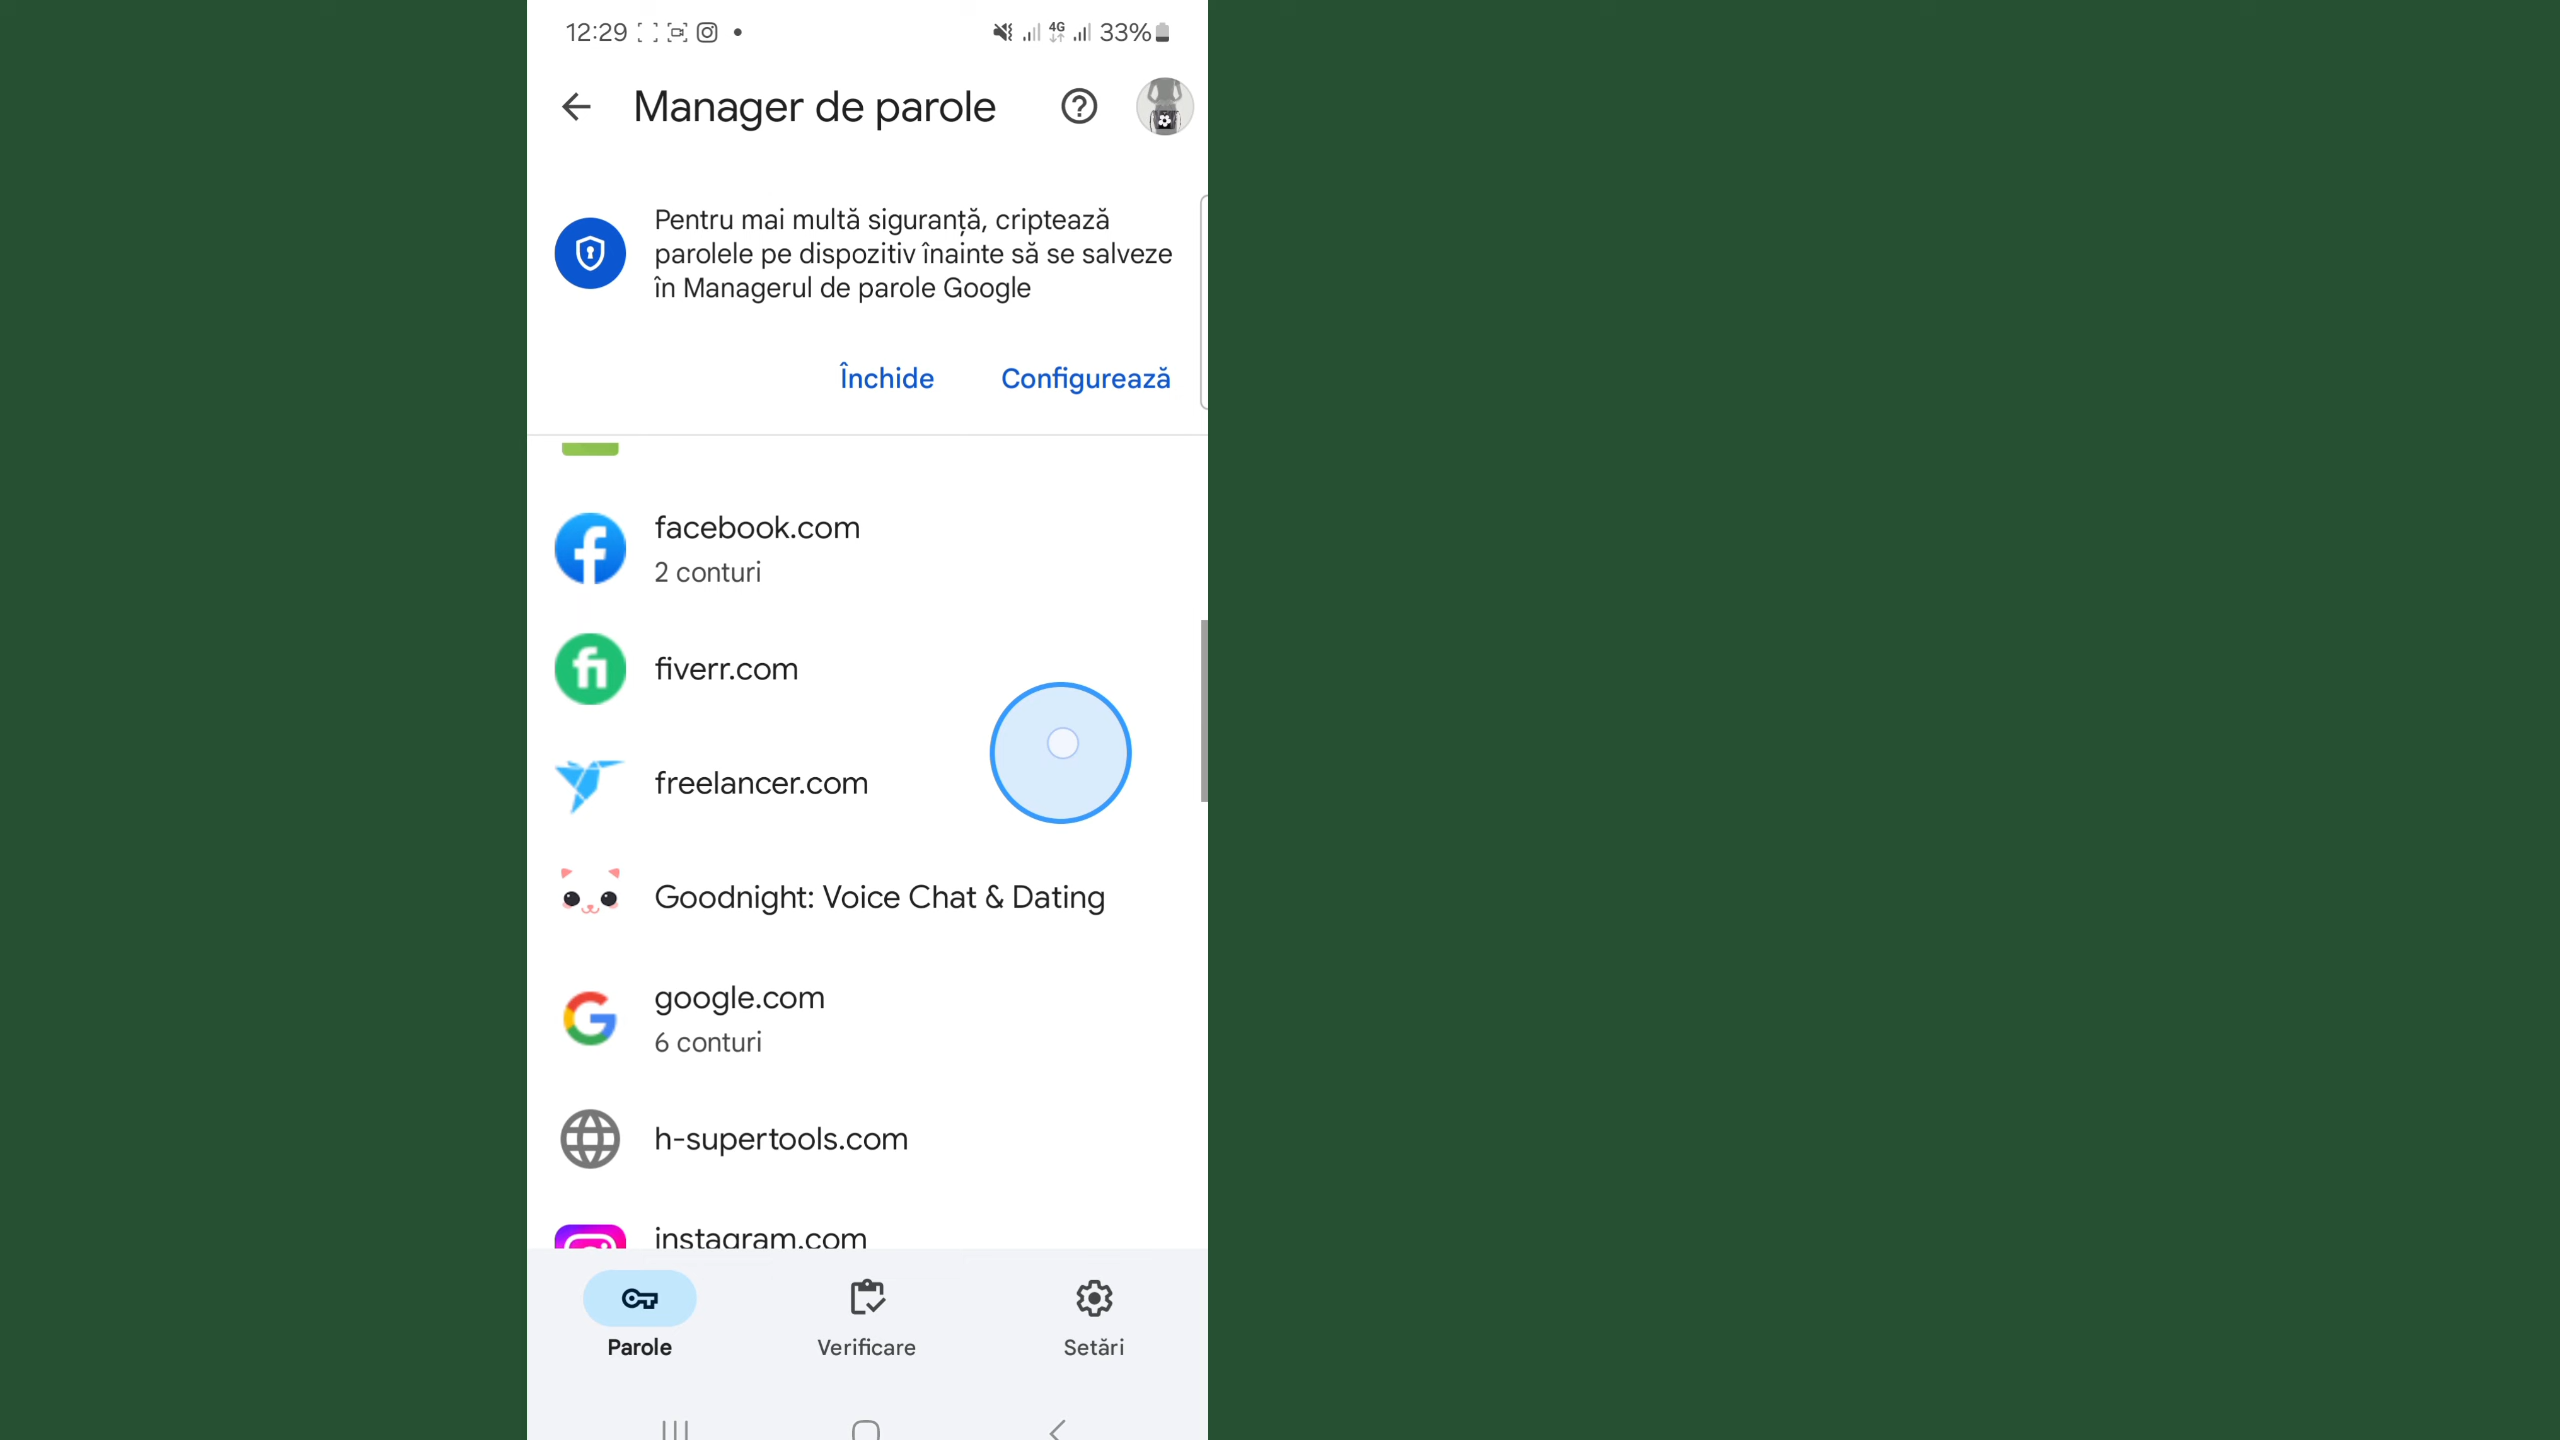 12:29
4G
33%
Manager de parole
Pentru mai multă siguranță, criptează
parolele pe dispozitiv înainte să se salveze
în Managerul de parole Google
Închide
Configurează
facebook.com
2 conturi
fiverr.com
freelancer.com
Goodnight: Voice Chat & Dating
google.com
6 conturi
h-supertools.com
instagram.com
Parole
Verificare
Setări